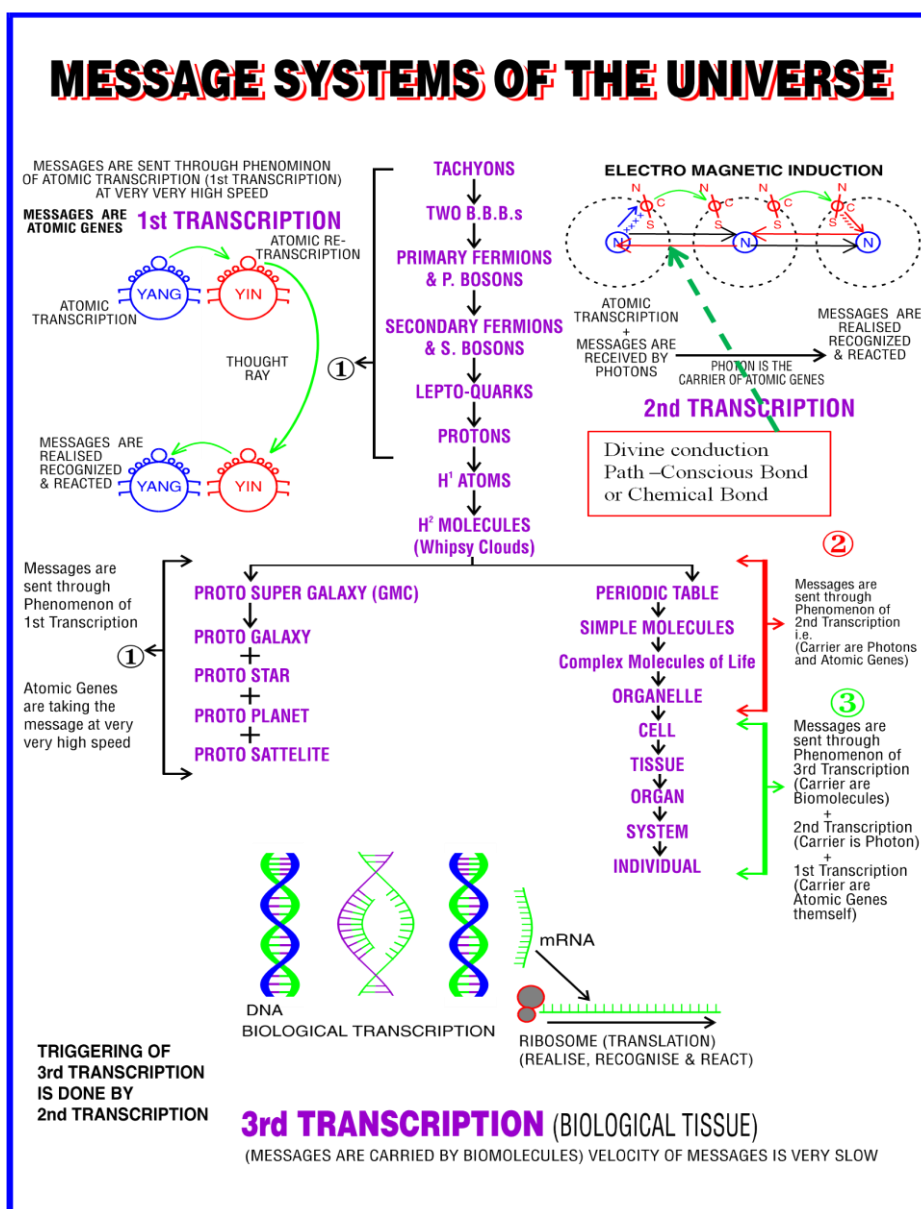 MESSAGE SYSTEMS OF THE UNIVERSE
MESSAGES ARE SENT THROUGH PHENOMINON
OF ATOMIC TRANSCRIPTION (1st TRANSCRIPTION)
AT VERY VERY HIGH SPEED
MESSAGES ARE
ATOMIC GENES
1st TRANSCRIPTION
ATOMIC RE-
TRANSCRIPTION
YANG
YIN
ATOMIC
TRANSCRIPTION
THOUGHT
RAY
MESSAGES ARE
REALISED
RECOGNIZED
& REACTED
YANG
YIN
1
TACHYONS
TWO B.B.B.s
PRIMARY FERMIONS
& P. BOSONS
SECONDARY FERMIONS
& S. BOSONS
LEPTO-QUARKS
PROTONS
H1 ATOMS
H2 MOLECULES
(Whipsy Clouds)
ELECTRO MAGNETIC INDUCTION
N
C
S
N
C
S
N
C
S
N
C
S
xxxx
N
N
N
ATOMIC
TRANSCRIPTION
+
MESSAGES ARE
RECEIVED BY
PHOTONS
PHOTON IS THE
CARRIER OF ATOMIC GENES
MESSAGES ARE
REALISED
RECOGNIZED
& REACTED
2nd TRANSCRIPTION
Divine conduction
Path –Conscious Bond
or Chemical Bond
Messages are
sent through
Phenomenon of
1st Transcription
1
Atomic Genes
are taking the
message at very
very high speed
PROTO SUPER GALAXY (GMC)
PROTO GALAXY
+
PROTO STAR
+
PROTO PLANET
+
PROTO SATTELITE
PERIODIC TABLE
SIMPLE MOLECULES
Complex Molecules of Life
ORGANELLE
CELL
TISSUE
ORGAN
SYSTEM
INDIVIDUAL
2
Messages are
sent through
Phenomenon of
2nd Transcription
i.e.
(Carrier are Photons
and Atomic Genes)
3
Messages are
sent through
Phenomenon of
3rd Transcription
(Carrier are
Biomolecules)
+
2nd Transcription
(Carrier is Photon)
+
1st Transcription
(Carrier are
Atomic Genes
themself)
DNA
BIOLOGICAL TRANSCRIPTION
mRNA
RIBOSOME (TRANSLATION)
(REALISE, RECOGNISE & REACT)
TRIGGERING OF
3rd TRANSCRIPTION
IS DONE BY
2nd TRANSCRIPTION
3rd TRANSCRIPTION (BIOLOGICAL TISSUE)
(MESSAGES ARE CARRIED BY BIOMOLECULES) VELOCITY OF MESSAGES IS VERY SLOW